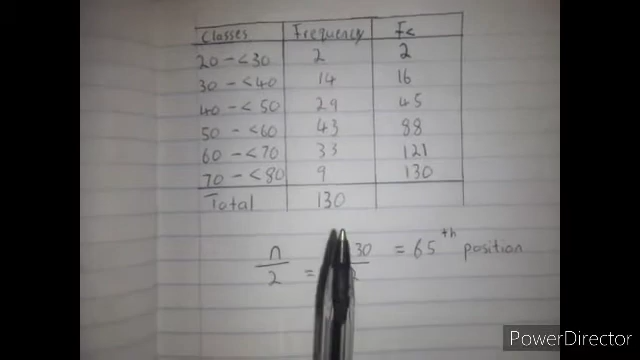 Classes Frequency F<
20 - <30 2 2
30 - <40 14 16
40 - <50 29 45
50 - <60 43 88
60 - <70 33 121
70 - <80 9 130
Total 130
n/2 = 30/2 = 65th position
PowerDirector